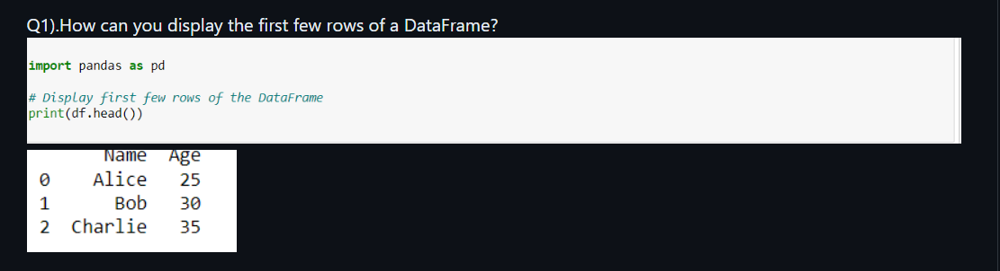 Q1).How can you display the first few rows of a DataFrame?
import pandas as pd
# Display first few rows of the DataFrame
print(df.head())
Name Age
0 Alice 25
1 Bob 30
2 Charlie 35